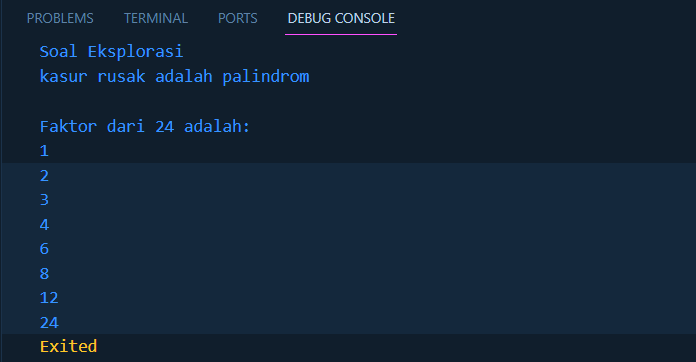 PROBLEMS TERMINAL PORTS DEBUG CONSOLE
Soal Eksplorasi
kasur rusak adalah palindrom
Faktor dari 24 adalah:
1
2
3
4
6
8
12
24
Exited